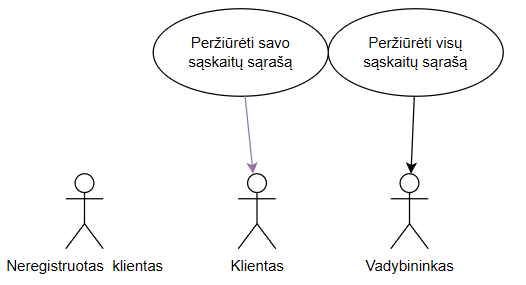 Peržiūrėti savo
sąskaitų sąrašą
Peržiūrėti visų
sąskaitų sąrašą
Neregistruotas klientas
Klientas
Vadybininkas